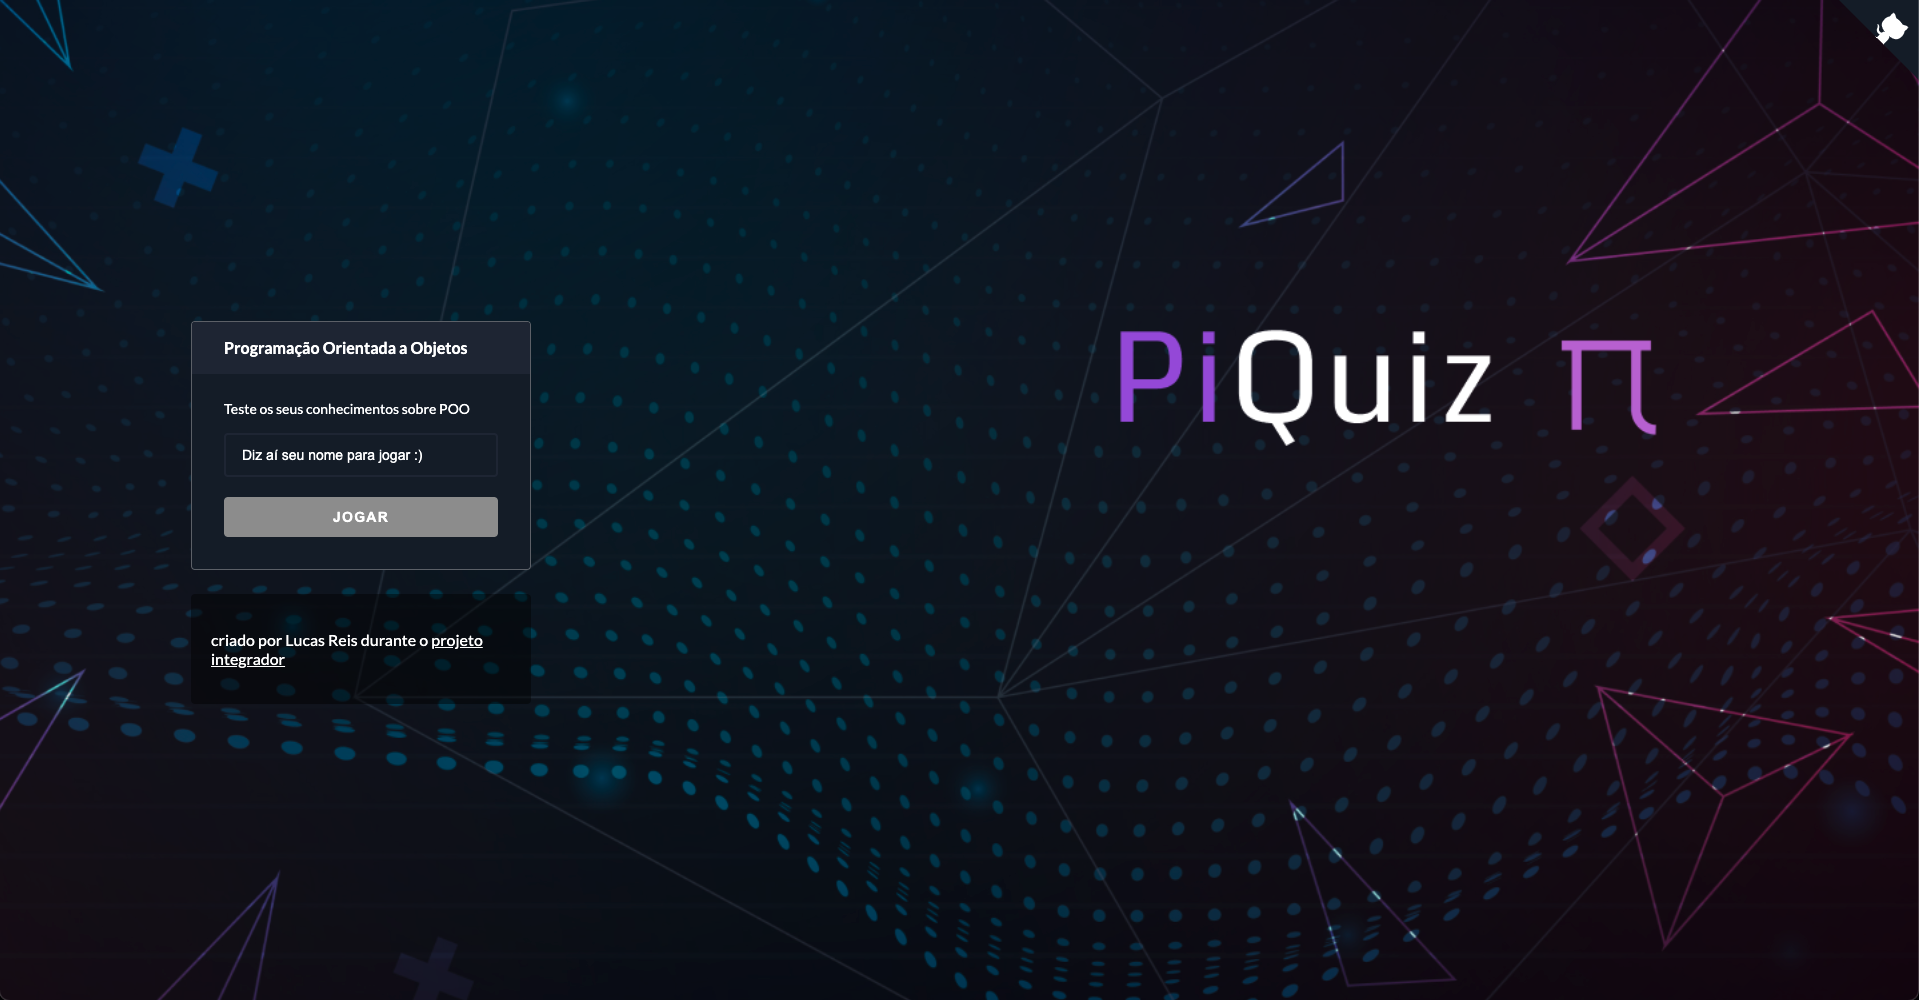 Programação Orientada a Objetos
Teste os seus conhecimentos sobre POO
Diz aí seu nome para jogar :)
JOGAR
criado por Lucas Reis durante o projeto
integrador
PiQuiz π